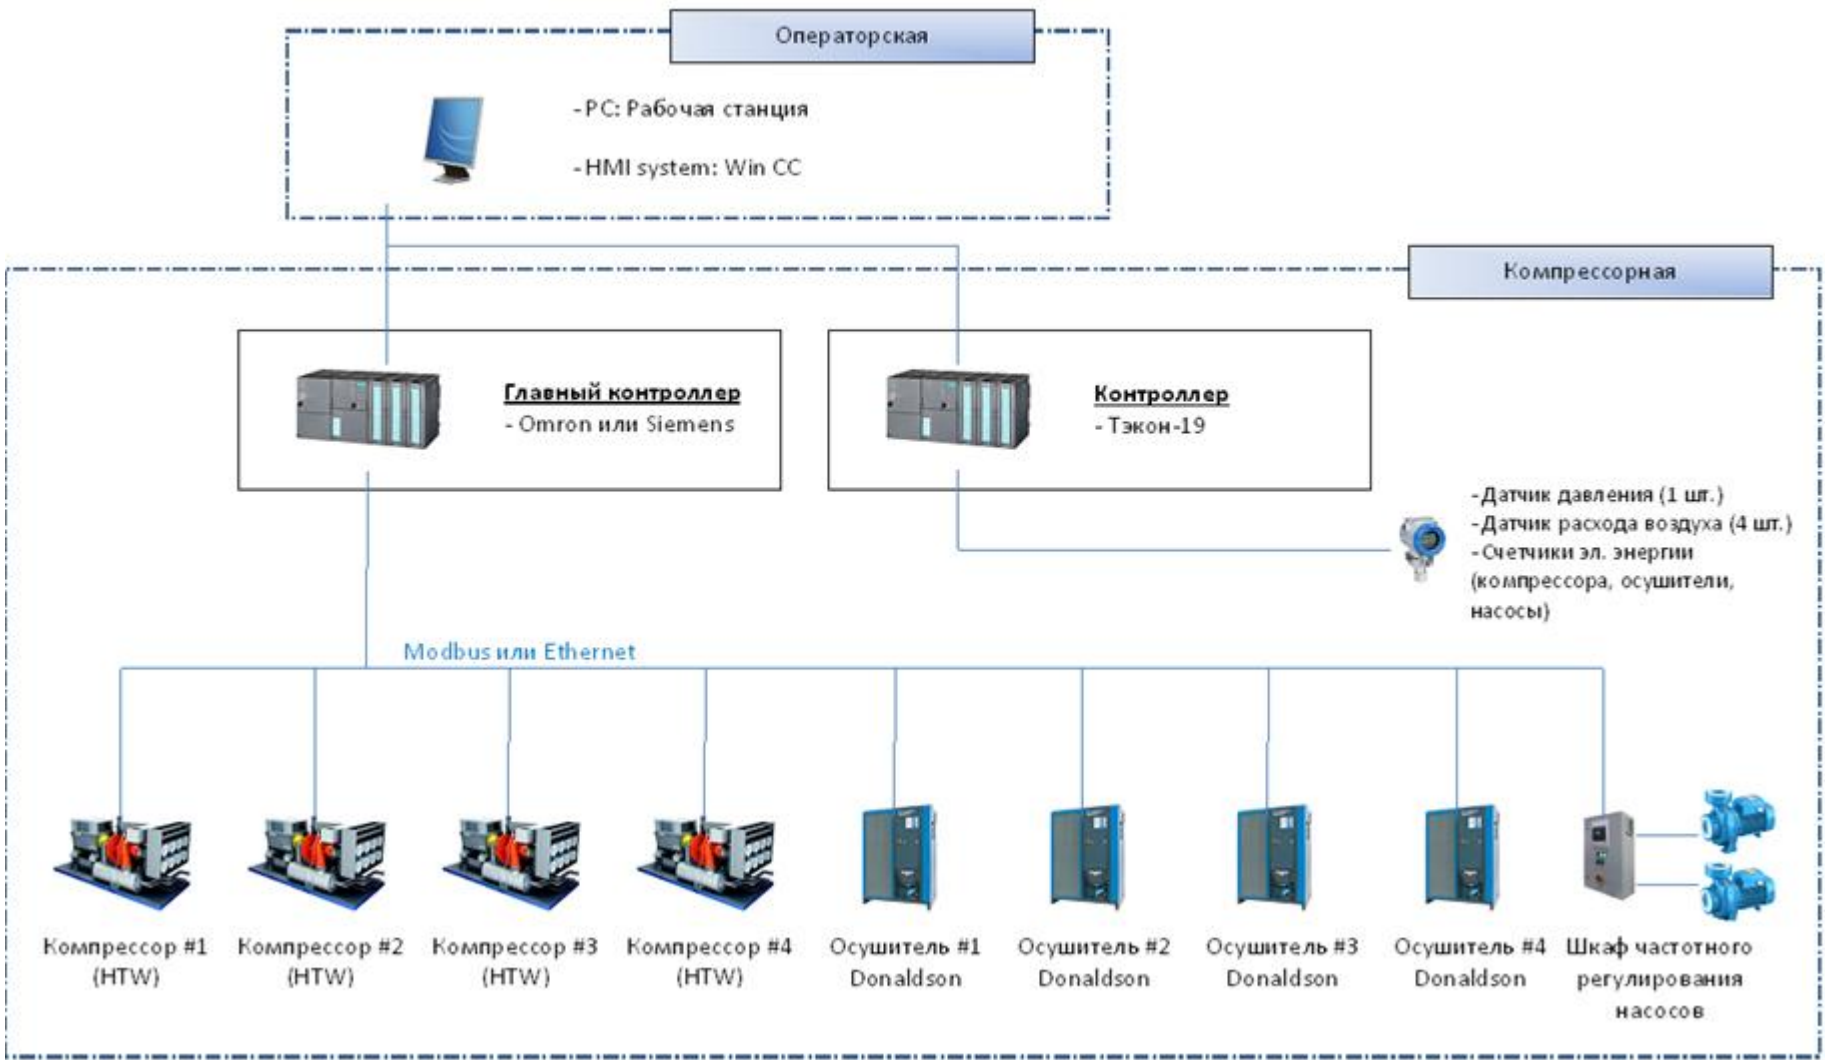 Операторская
-PC: Рабочая станция
-HMI system: Win CC
Компрессорная
Главный контроллер
- Omron или Siemens
Контроллер
- Тэкон-19
-Датчик давления (1 шт.)
-Датчик расхода воздуха (4 шт.)
-Счетчики эл. энергии
(компрессора, осушители,
насосы)
Modbus или Ethernet
Компрессор #1
(HTW)
Компрессор #2
(HTW)
Компрессор #3
(HTW)
Компрессор #4
(HTW)
Осушитель #1
Donaldson
Осушитель #2
Donaldson
Осушитель #3
Donaldson
Осушитель #4
Donaldson
Шкаф частотного
регулирования
насосов